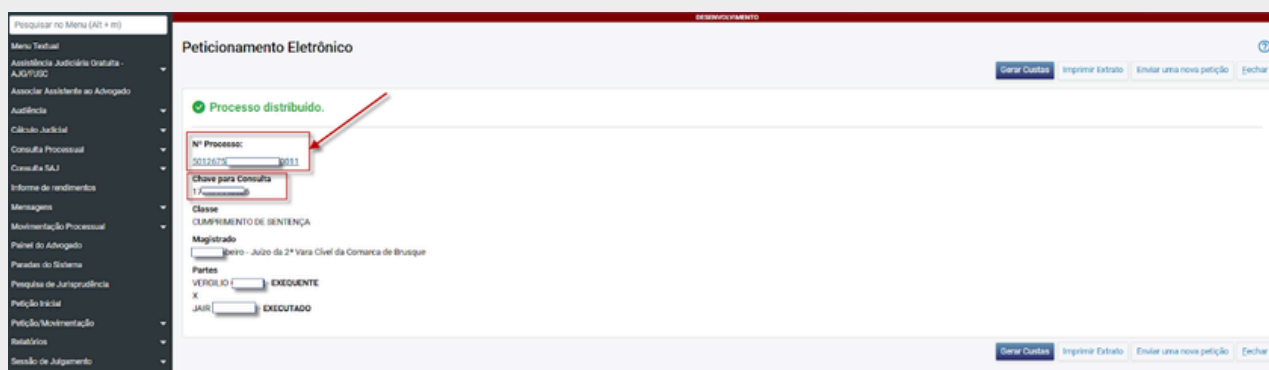 DESENVOLVIMENTO
Pesquisar no Menu (Alt + m)
Menu Textual
Assistência Judiciária Gratuita -
AJG/FUSC
Associar Assistente ao Advogado
Audiência
Cálculo Judicial
Consulta Processual
Consulta SAJ
Informe de rendimentos
Mensagens
Movimentação Processual
Painel do Advogado
Paradas do Sistema
Pesquisa de Jurisprudência
Petição Inicial
Petição/Movimentação
Relatórios
Sessão de Julgamento
Peticionamento Eletrônico
Gerar Custas Imprimir Extrato Enviar uma nova petição Fechar
Processo distribuído.
Nº Processo:
5012675 0011
Chave para Consulta
17
Classe
CUMPRIMENTO DE SENTENÇA
Magistrado
beiro - Juízo da 2ª Vara Cível da Comarca de Brusque
Partes
VERGILIO - EXEQUENTE
X
JAIR - EXECUTADO
Gerar Custas Imprimir Extrato Enviar uma nova petição Fechar